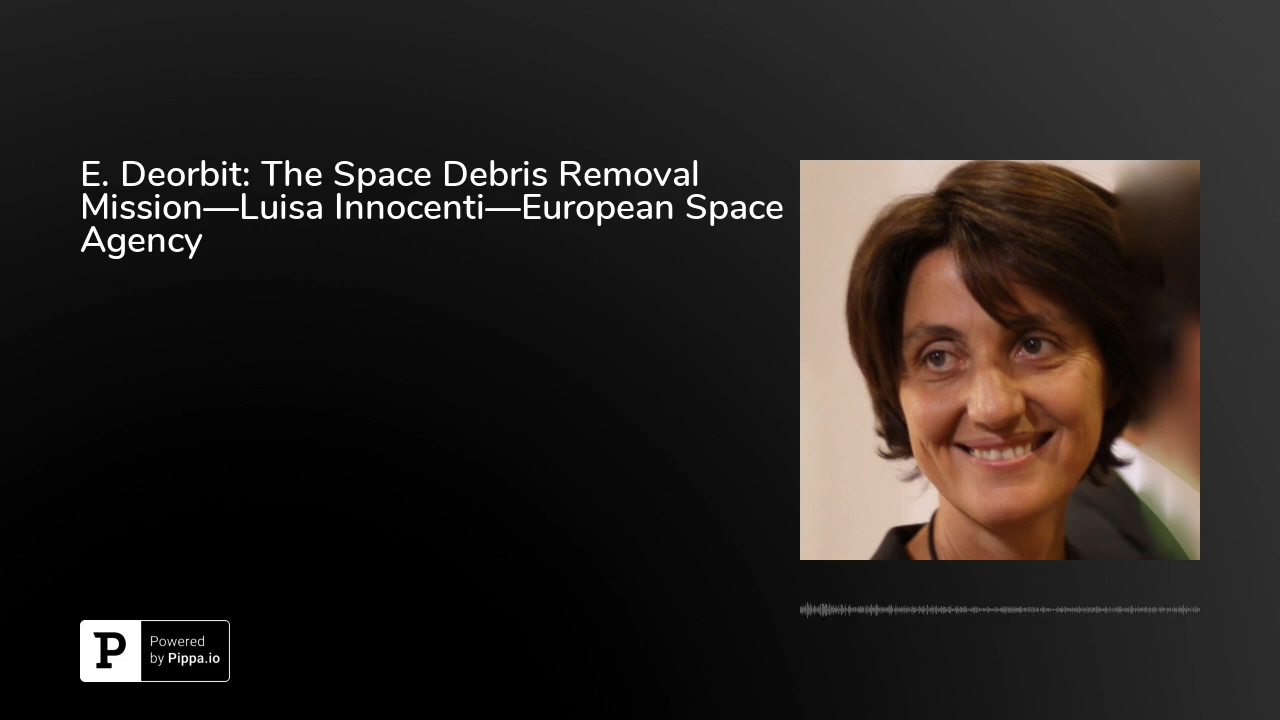 E. Deorbit: The Space Debris Removal
Mission—Luisa Innocenti—European Space
Agency
P
Powered
by Pippa.io